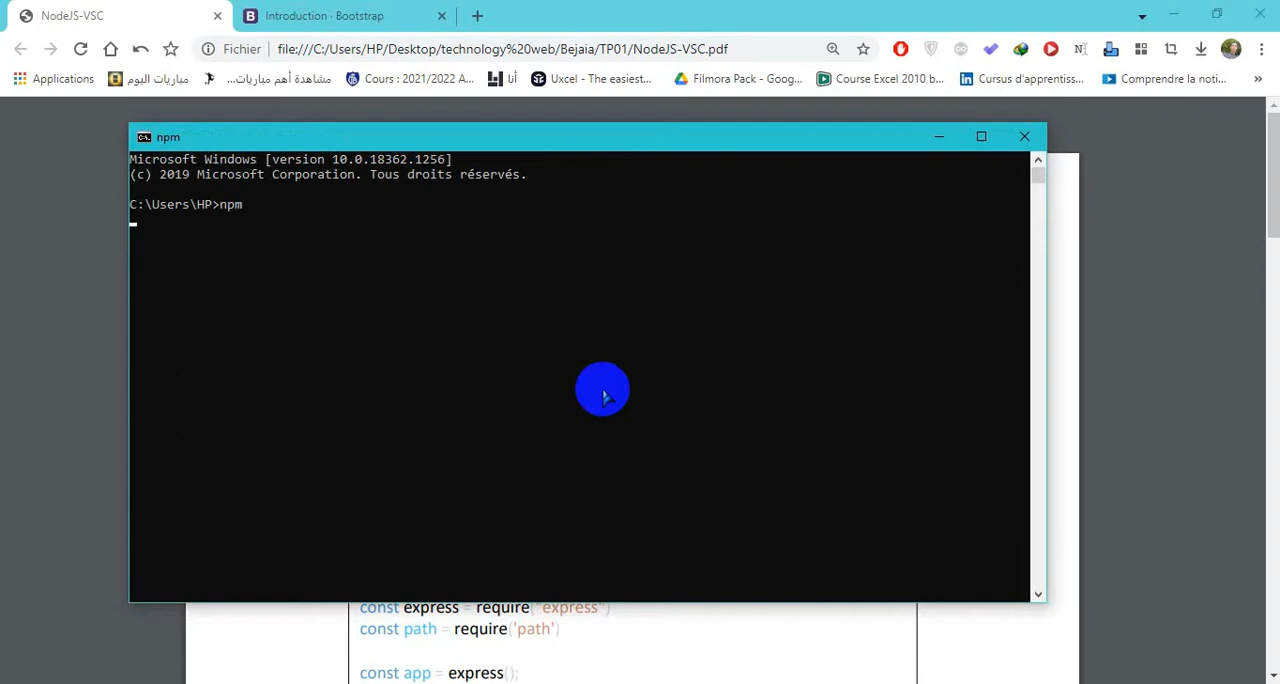 NodeJS-VSC
Introduction · Bootstrap
Fichier file:///C:/Users/HP/Desktop/technology%20web/Bejaia/TP01/NodeJS-VSC.pdf
Applications مباريات اليوم مشاهدة أهم مباريات... Cours : 2021/2022 A... أنا Uxcel - The easiest... Filmora Pack - Goog... Course Excel 2010 b... Cursus d'apprentiss... Comprendre la noti... »
npm
Microsoft Windows [version 10.0.18362.1256]
(c) 2019 Microsoft Corporation. Tous droits réservés.
C:\Users\HP>npm
const express = require("express")
const path = require('path')
const app = express();